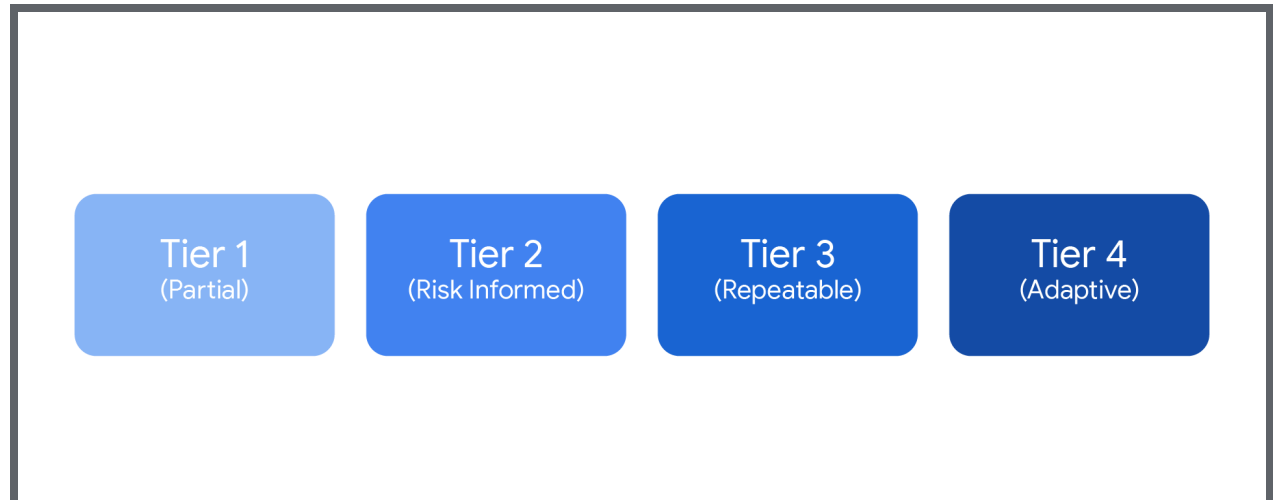 Tier 1
(Partial)
Tier 2
(Risk Informed)
Tier 3
(Repeatable)
Tier 4
(Adaptive)